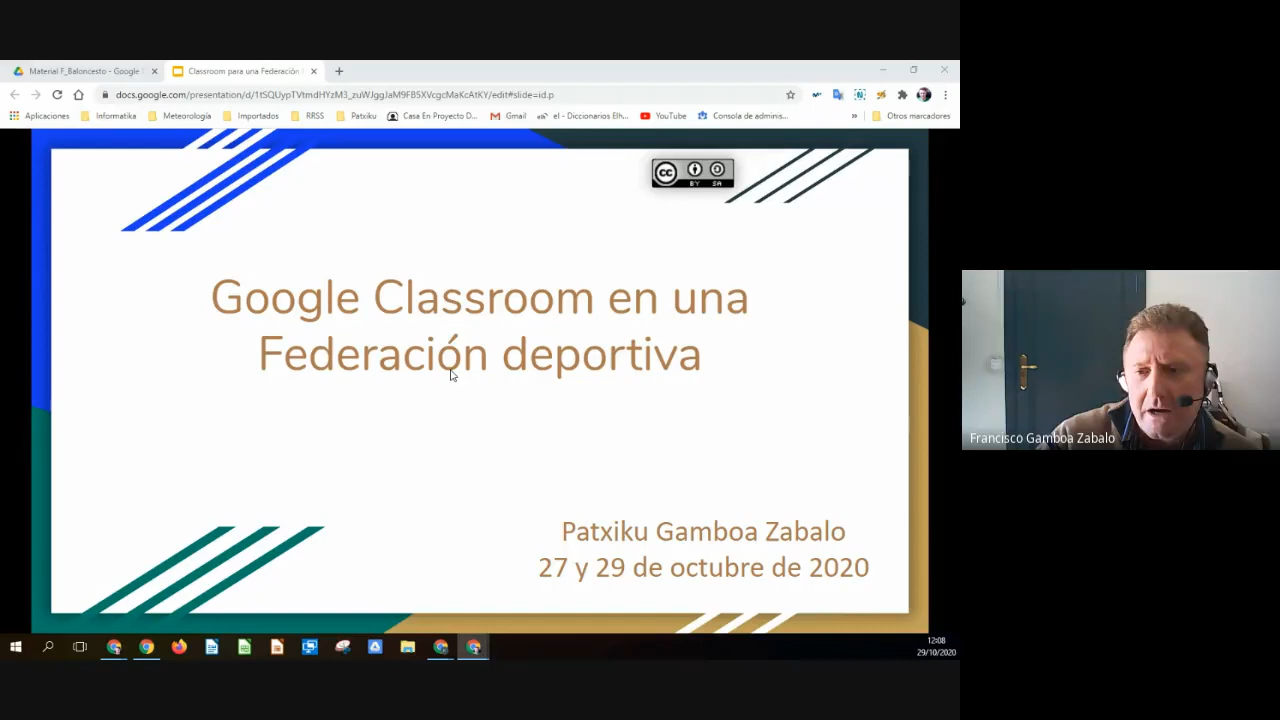 Material F_Baloncesto - Google
Classroom para una Federación
docs.google.com/presentation/d/1tSQUypTVtmdHYzM3_zuWJggJaM9FB5XVcgcMaKcAtKY/edit#slide=id.p
Aplicaciones
Informatika
Meteorología
Importados
RRSS
Patxiku
Casa En Proyecto D...
Gmail
el - Diccionarios Elh...
YouTube
Consola de adminis...
»
Otros marcadores
cc
BY SA
Google Classroom en una
Federación deportiva
Patxiku Gamboa Zabalo
27 y 29 de octubre de 2020
Francisco Gamboa Zabalo
12:08
29/10/2020